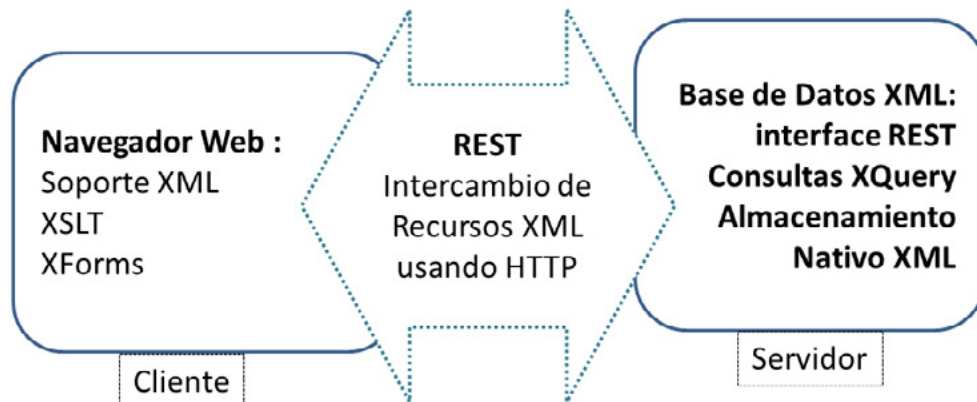 Navegador Web :
Soporte XML
XSLT
XForms
Cliente
REST
Intercambio de
Recursos XML
usando HTTP
Base de Datos XML:
interface REST
Consultas XQuery
Almacenamiento
Nativo XML
Servidor